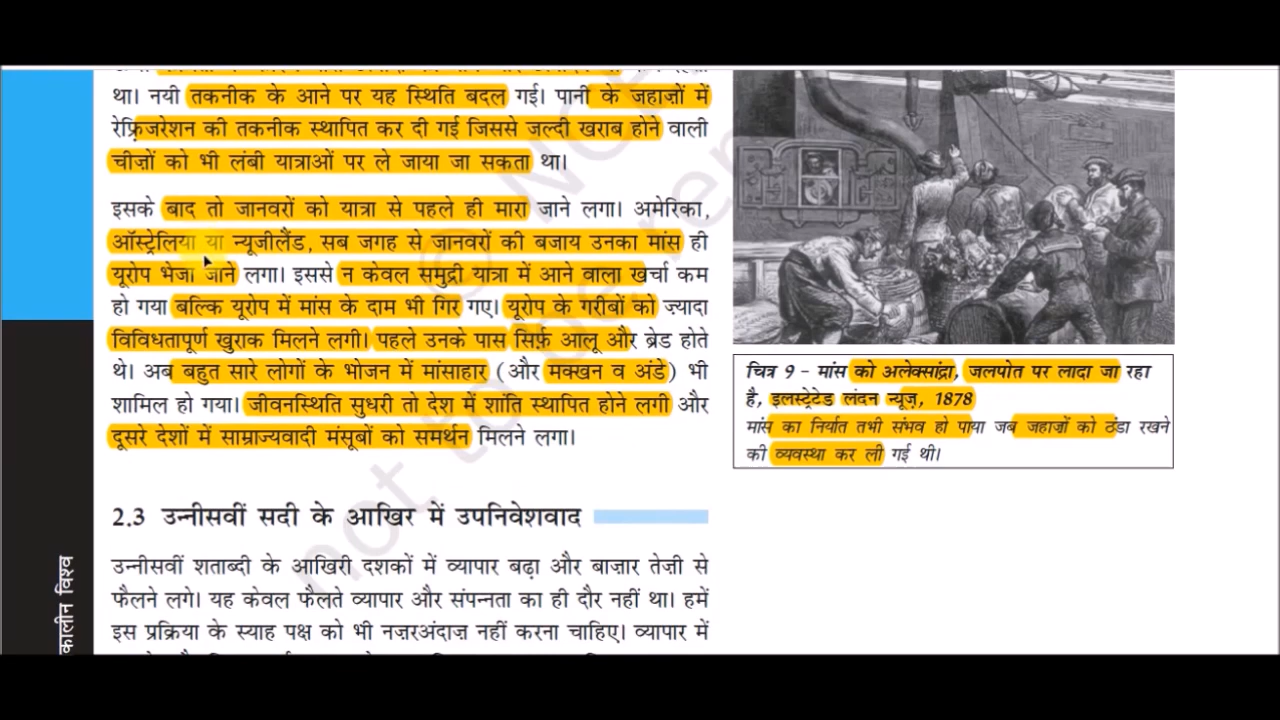 था। नयी तकनीक के आने पर यह स्थिति बदल गई। पानी के जहाज़ों में
रेफ़्रिजरेशन की तकनीक स्थापित कर दी गई जिससे जल्दी खराब होने वाली
चीज़ों को भी लंबी यात्राओं पर ले जाया जा सकता था।
इसके बाद तो जानवरों को यात्रा से पहले ही मारा जाने लगा। अमेरिका,
ऑस्ट्रेलिया या न्यूजीलैंड, सब जगह से जानवरों की बजाय उनका मांस ही
यूरोप भेजा जाने लगा। इससे न केवल समुद्री यात्रा में आने वाला खर्चा कम
हो गया बल्कि यूरोप में मांस के दाम भी गिर गए। यूरोप के गरीबों को ज़्यादा
विविधतापूर्ण खुराक मिलने लगी। पहले उनके पास सिर्फ़ आलू और ब्रेड होते
थे। अब बहुत सारे लोगों के भोजन में मांसाहार (और मक्खन व अंडे) भी
शामिल हो गया। जीवनस्थिति सुधरी तो देश में शांति स्थापित होने लगी और
दूसरे देशों में साम्राज्यवादी मंसूबों को समर्थन मिलने लगा।
2.3 उन्नीसवीं सदी के आखिर में उपनिवेशवाद
उन्नीसवीं शताब्दी के आखिरी दशकों में व्यापार बढ़ा और बाज़ार तेज़ी से
फैलने लगे। यह केवल फैलते व्यापार और संपन्नता का ही दौर नहीं था। हमें
इस प्रक्रिया के स्याह पक्ष को भी नज़रअंदाज़ नहीं करना चाहिए। व्यापार में
चित्र 9 - मांस को अलेक्सांद्रा, जलपोत पर लादा जा रहा
है, इलस्ट्रेटेड लंदन न्यूज़, 1878
मांस का निर्यात तभी संभव हो पाया जब जहाज़ों को ठंडा रखने
की व्यवस्था कर ली गई थी।
कालीन विश्व
not to be re